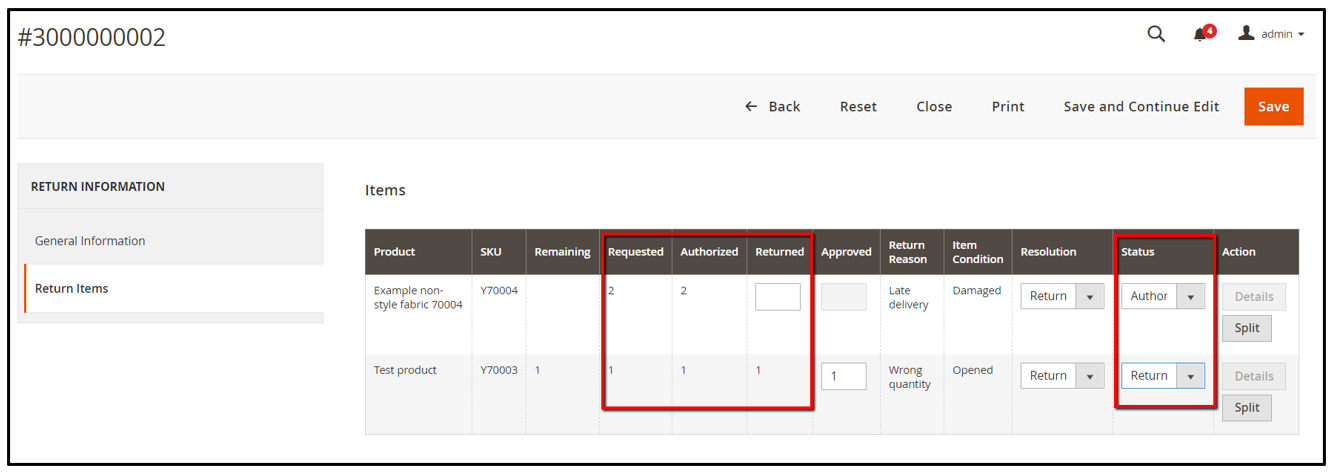 #3000000002
4
admin
← Back Reset Close Print Save and Continue Edit Save
RETURN INFORMATION
General Information
Return Items
Items
Product SKU Remaining Requested Authorized Returned Approved Return Reason Item Condition Resolution Status Action
Example non-style fabric 70004 Y70004 2 2 Late delivery Damaged Return Author Details
Split
Test product Y70003 1 1 1 1 1 Wrong quantity Opened Return Return Details
Split